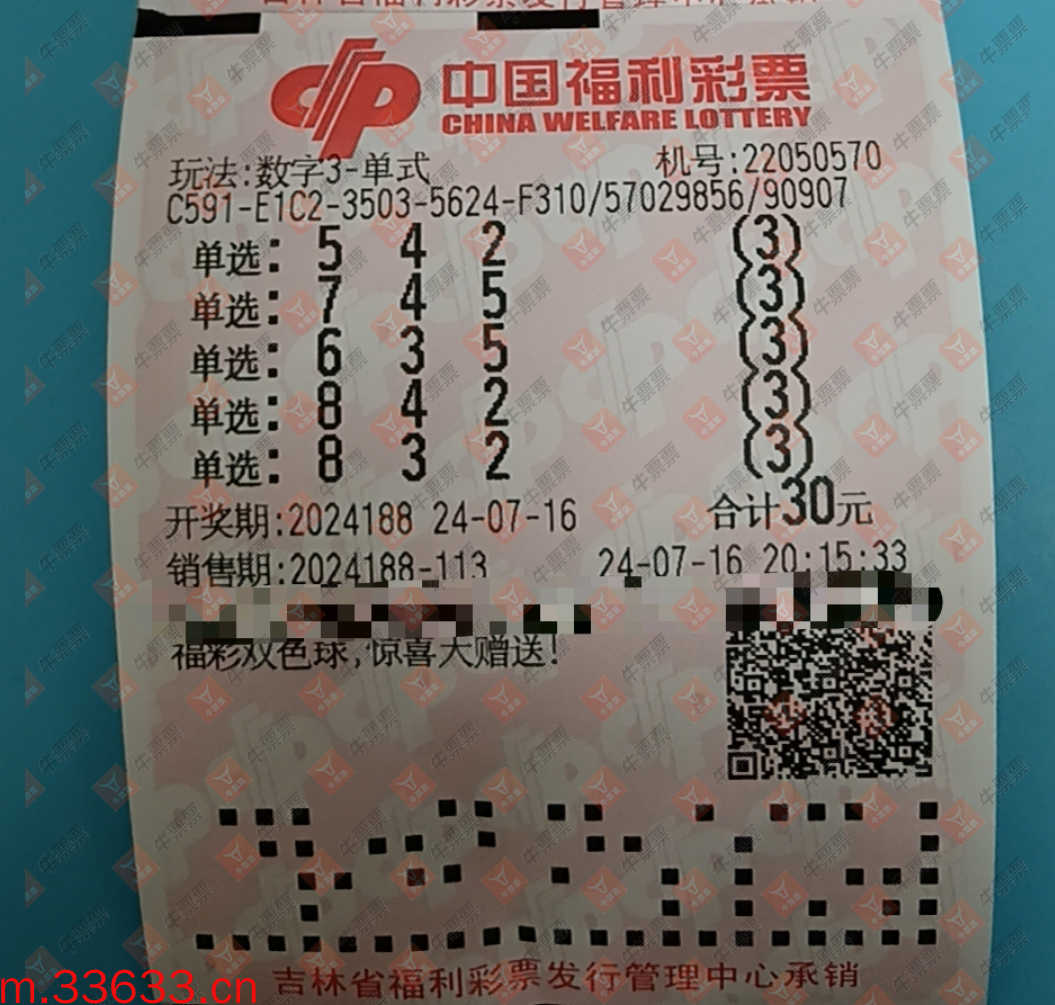 中国福利彩票
CHINA WELFARE LOTTERY
玩法:数字3-单式 机号:22050570
C591-E1C2-3503-5624-F310/57029856/90907
单选: 5 4 2 (3)
单选: 7 4 5 (3)
单选: 6 3 5 (3)
单选: 8 4 2 (3)
单选: 8 3 2 (3)
开奖期:2024188 24-07-16 合计30元
销售期:2024188-113 24-07-16 20:15:33
福彩双色球,惊喜大赠送!
吉林省福利彩票发行管理中心承销
m.33633.cn
牛票票